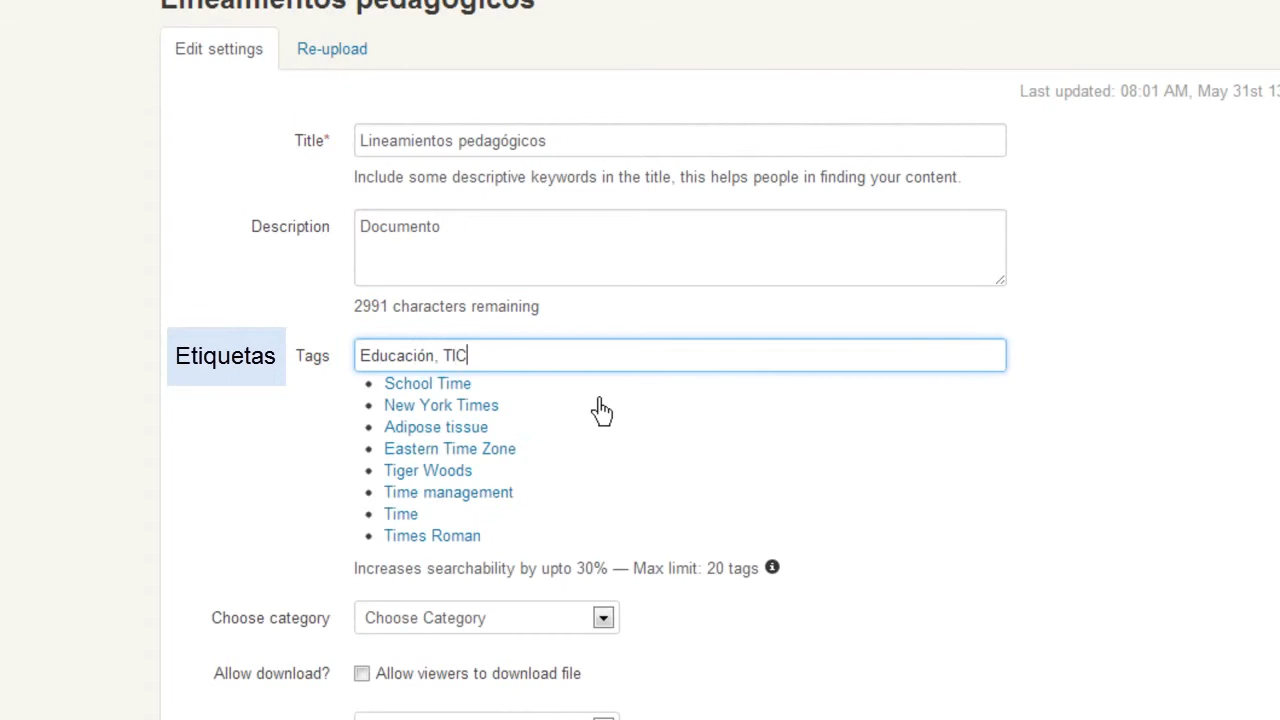 Lineamientos pedagógicos
Edit settings
Re-upload
Last updated: 08:01 AM, May 31st 13
Title*
Lineamientos pedagógicos
Include some descriptive keywords in the title, this helps people in finding your content.
Description
Documento
2991 characters remaining
Etiquetas
Tags
Educación, TIC
School Time
New York Times
Adipose tissue
Eastern Time Zone
Tiger Woods
Time management
Time
Times Roman
Increases searchability by upto 30% — Max limit: 20 tags
Choose category
Choose Category
Allow download?
Allow viewers to download file